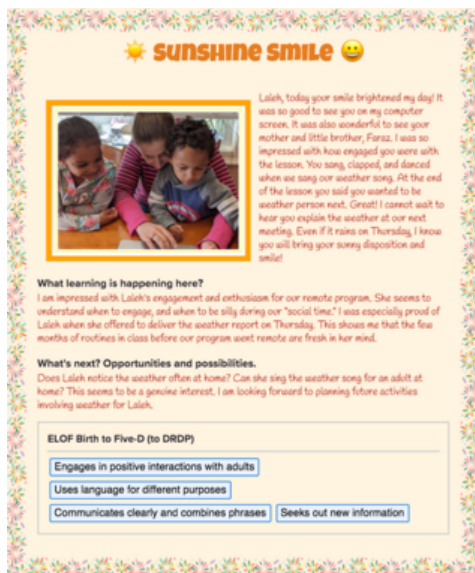 ☀️ Sunshine Smile 😀
Laleh, today your smile brightened my day! It
was so good to see you on my computer
screen. It was also wonderful to see your
mother and little brother, Faraz. I was so
impressed with how engaged you were with
the lesson. You sang, clapped, and danced
when we sang our weather song. At the end
of the lesson you said you wanted to be
weather person next. Great! I cannot wait to
hear you explain the weather at our next
meeting. Even if it rains on Thursday, I know
you will bring your sunny disposition and
smile!
What learning is happening here?
I am impressed with Laleh's engagement and enthusiasm for our remote program. She seems to
understand when to engage, and when to be silly during our "social time." I was especially proud of
Laleh when she offered to deliver the weather report on Thursday. This shows me that the few
months of routines in class before our program went remote are fresh in her mind.
What's next? Opportunities and possibilities.
Does Laleh notice the weather often at home? Can she sing the weather song for an adult at
home? This seems to be a genuine interest. I am looking forward to planning future activities
involving weather for Laleh.
ELOF Birth to Five-D (to DRDP)
Engages in positive interactions with adults
Uses language for different purposes
Communicates clearly and combines phrases Seeks out new information